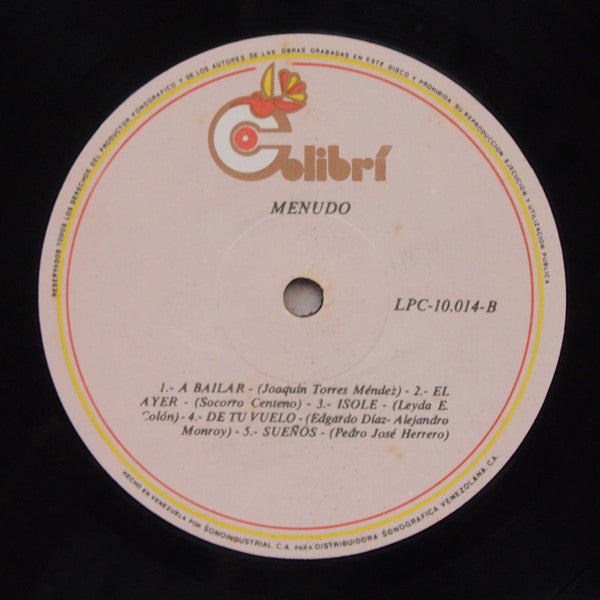 RESERVADOS TODOS LOS DERECHOS DEL PRODUCTOR FONOGRAFICO Y DE LOS AUTORES DE LAS OBRAS GRABADAS EN ESTE DISCO Y PROHIBIDA SU REPRODUCCION EJECUCION Y UTILIZACION PUBLICA
Colibrí
MENUDO
LPC-10.014-B
1.- A BAILAR - (Joaquín Torres Méndez) - 2.- EL
AYER - (Socorro Centeno) - 3.- ISOLE - (Leyda E.
Colón) - 4.- DE TU VUELO - (Edgardo Díaz- Alejandro
Monroy) - 5.- SUEÑOS - (Pedro José Herrero)
HECHO EN VENEZUELA POR SONOINDUSTRIAL. C.A. PARA DISTRIBUIDORA SONOGRAFICA VENEZOLANA. C.A.